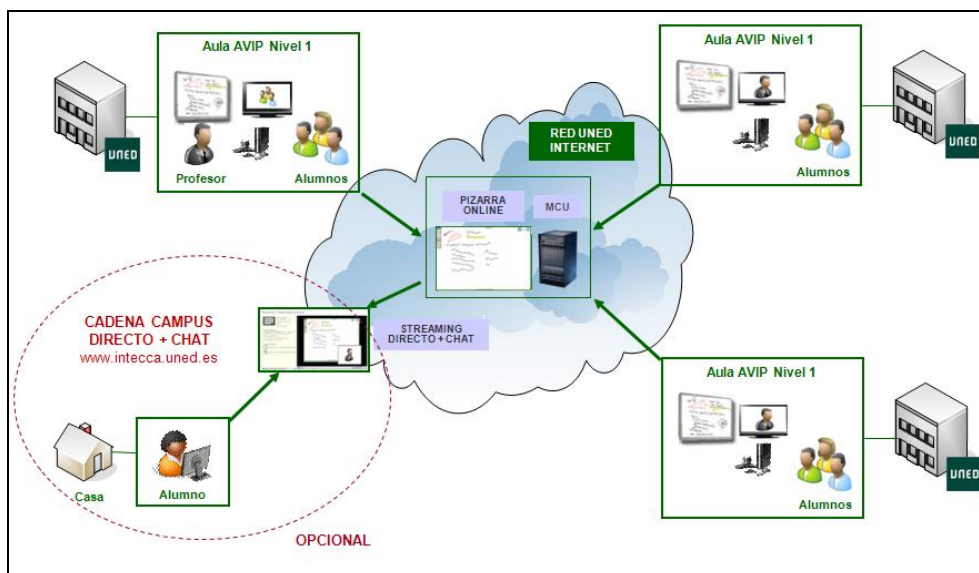 Aula AVIP Nivel 1
Profesor
Alumnos
UNED
Aula AVIP Nivel 1
Alumnos
UNED
RED UNED
INTERNET
PIZARRA
ONLINE
MCU
STREAMING
DIRECTO + CHAT
CADENA CAMPUS
DIRECTO + CHAT
www.intecca.uned.es
Casa
Alumno
OPCIONAL
Aula AVIP Nivel 1
Alumnos
UNED